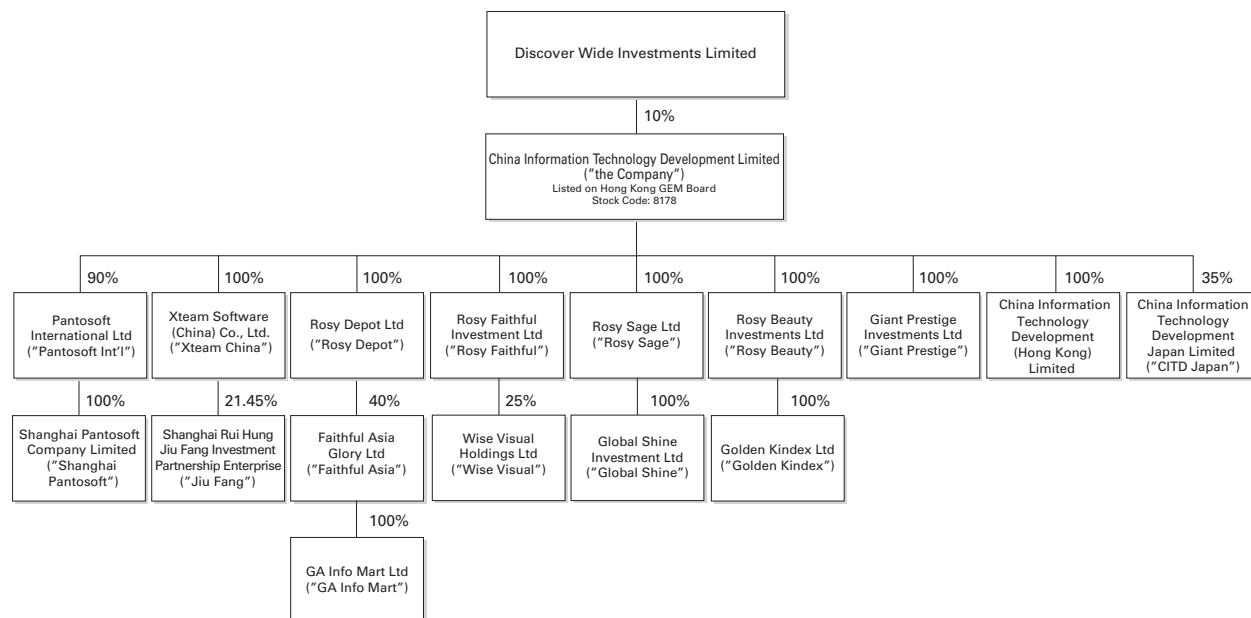 Discover Wide Investments Limited
10%
China Information Technology Development Limited
("the Company")
Listed on Hong Kong GEM Board
Stock Code: 8178
90%
100%
100%
100%
100%
100%
100%
100%
35%
Pantosoft
International Ltd
("Pantosoft Int'l")
Xteam Software
(China) Co., Ltd.
("Xteam China")
Rosy Depot Ltd
("Rosy Depot")
Rosy Faithful
Investment Ltd
("Rosy Faithful")
Rosy Sage Ltd
("Rosy Sage")
Rosy Beauty
Investments Ltd
("Rosy Beauty")
Giant Prestige
Investments Ltd
("Giant Prestige")
China Information
Technology
Development
(Hong Kong)
Limited
China Information
Technology
Development
Japan Limited
("CITD Japan")
100%
21.45%
40%
25%
100%
100%
Shanghai Pantosoft
Company Limited
("Shanghai
Pantosoft")
Shanghai Rui Hung
Jiu Fang Investment
Partnership Enterprise
("Jiu Fang")
Faithful Asia
Glory Ltd
("Faithful Asia")
Wise Visual
Holdings Ltd
("Wise Visual")
Global Shine
Investment Ltd
("Global Shine")
Golden Kindex Ltd
("Golden Kindex")
100%
GA Info Mart Ltd
("GA Info Mart")